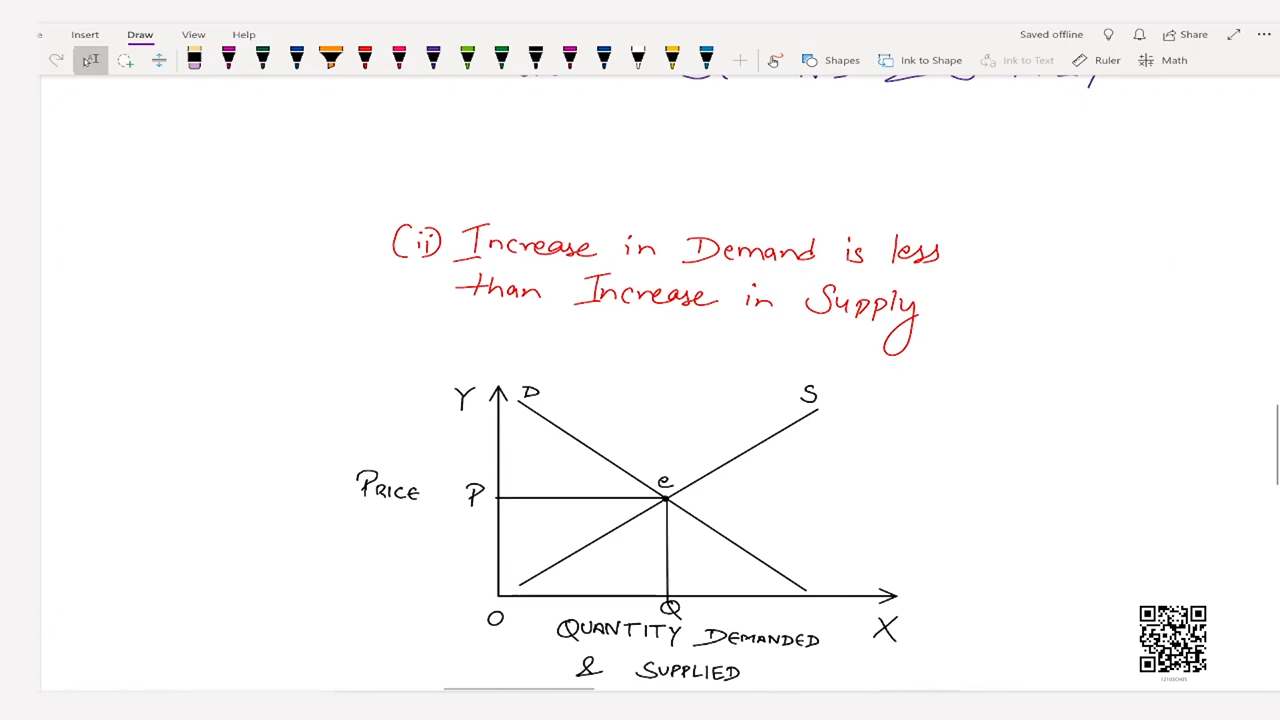 Insert Draw View Help Saved offline Share
Shapes Ink to Shape Ink to Text Ruler Math
(ii) Increase in Demand is less
than Increase in Supply
Y D S
e
PRICE P
O Q X
QUANTITY DEMANDED
& SUPPLIED
12103CH05